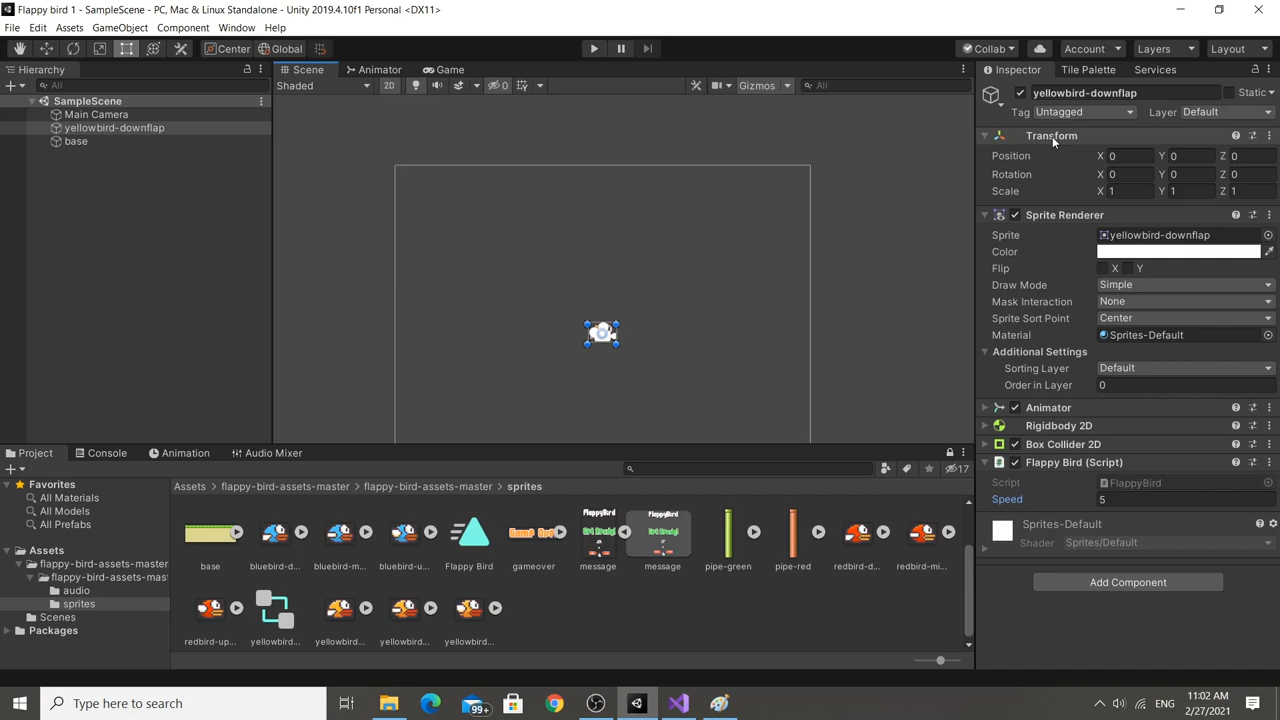 Flappy bird 1 - SampleScene - PC, Mac & Linux Standalone - Unity 2019.4.10f1 Personal <DX11>
File Edit Assets GameObject Component Window Help
Center Global Collab Account Layers Layout
Hierarchy Scene Animator Game Inspector Tile Palette Services
All Shaded 2D 0 Gizmos All yellowbird-downflap Static
SampleScene
Main Camera Tag Untagged Layer Default
yellowbird-downflap
base
Transform
Position X 0 Y 0 Z 0
Rotation X 0 Y 0 Z 0
Scale X 1 Y 1 Z 1
Sprite Renderer
Sprite yellowbird-downflap
Color
Flip X Y
Draw Mode Simple
Mask Interaction None
Sprite Sort Point Center
Material Sprites-Default
Additional Settings
Sorting Layer Default
Order in Layer 0
Animator
Rigidbody 2D
Box Collider 2D
Flappy Bird (Script)
Script FlappyBird
Speed 5
Sprites-Default
Shader Sprites/Default
Add Component
Project Console Animation Audio Mixer
17
Favorites
All Materials
All Models
All Prefabs
Assets
flappy-bird-assets-master
flappy-bird-assets-mas
audio
sprites
Scenes
Packages
Assets > flappy-bird-assets-master > flappy-bird-assets-master > sprites
base bluebird-d... bluebird-m... bluebird-u... Flappy Bird gameover message message pipe-green pipe-red redbird-do... redbird-mi...
redbird-up... yellowbird... yellowbird... yellowbird... yellowbird...
Type here to search
99+
ENG
11:02 AM
2/27/2021